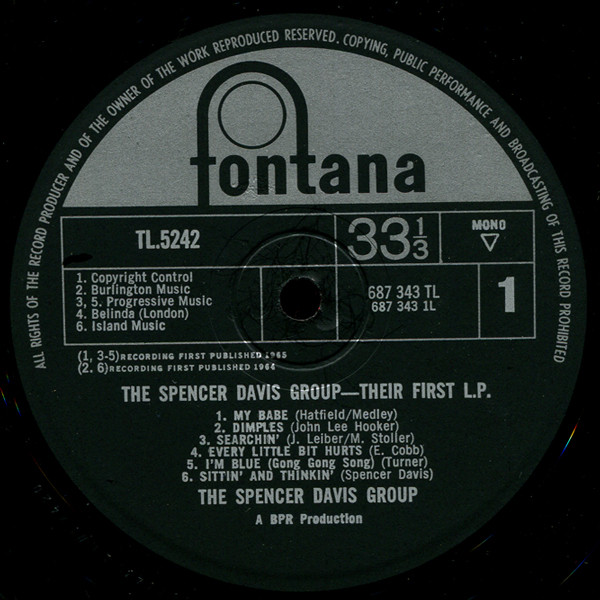 ALL RIGHTS OF THE RECORD PRODUCER AND OF THE OWNER OF THE WORK REPRODUCED RESERVED. COPYING, PUBLIC PERFORMANCE AND BROADCASTING OF THIS RECORD PROHIBITED
fontana
TL.5242
33 1/3
MONO
1. Copyright Control
2. Burlington Music
3, 5. Progressive Music
4. Belinda (London)
6. Island Music
687 343 TL
687 343 1L
1
(1, 3-5) RECORDING FIRST PUBLISHED 1965
(2. 6) RECORDING FIRST PUBLISHED 1964
THE SPENCER DAVIS GROUP—THEIR FIRST L.P.
1. MY BABE (Hatfield/Medley)
2. DIMPLES (John Lee Hooker)
3. SEARCHIN' (J. Leiber/M. Stoller)
4. EVERY LITTLE BIT HURTS (E. Cobb)
5. I'M BLUE (Gong Gong Song) (Turner)
6. SITTIN' AND THINKIN' (Spencer Davis)
THE SPENCER DAVIS GROUP
A BPR Production